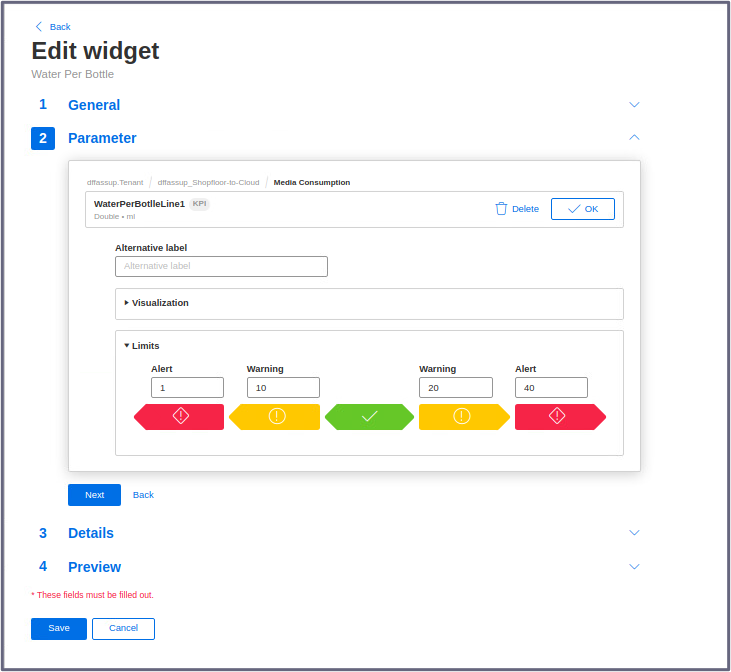 Back
Edit widget
Water Per Bottle
1 General
2 Parameter
dffassup.Tenant / dffassup_Shopfloor-to-Cloud / Media Consumption
WaterPerBotlleLine1 KPI
Delete OK
Double • ml
Alternative label
Alternative label
Visualization
Limits
Alert Warning Warning Alert
1 10 20 40
Next Back
3 Details
4 Preview
* These fields must be filled out.
Save Cancel